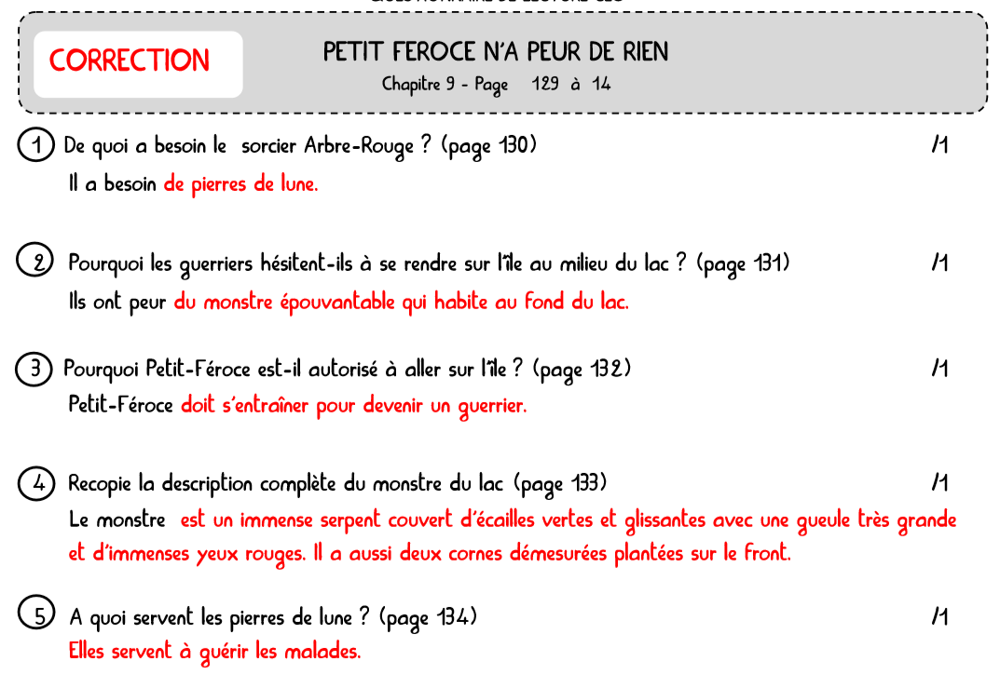 CORRECTION
PETIT FEROCE N'A PEUR DE RIEN
Chapitre 9 - Page 129 à 14
1 De quoi a besoin le sorcier Arbre-Rouge ? (page 130) /1
Il a besoin de pierres de lune.
2 Pourquoi les guerriers hésitent-ils à se rendre sur l'île au milieu du lac ? (page 131) /1
Ils ont peur du monstre épouvantable qui habite au fond du lac.
3 Pourquoi Petit-Féroce est-il autorisé à aller sur l'île ? (page 132) /1
Petit-Féroce doit s'entraîner pour devenir un guerrier.
4 Recopie la description complète du monstre du lac (page 133) /1
Le monstre est un immense serpent couvert d'écailles vertes et glissantes avec une gueule très grande
et d'immenses yeux rouges. Il a aussi deux cornes démesurées plantées sur le front.
5 A quoi servent les pierres de lune ? (page 134) /1
Elles servent à guérir les malades.